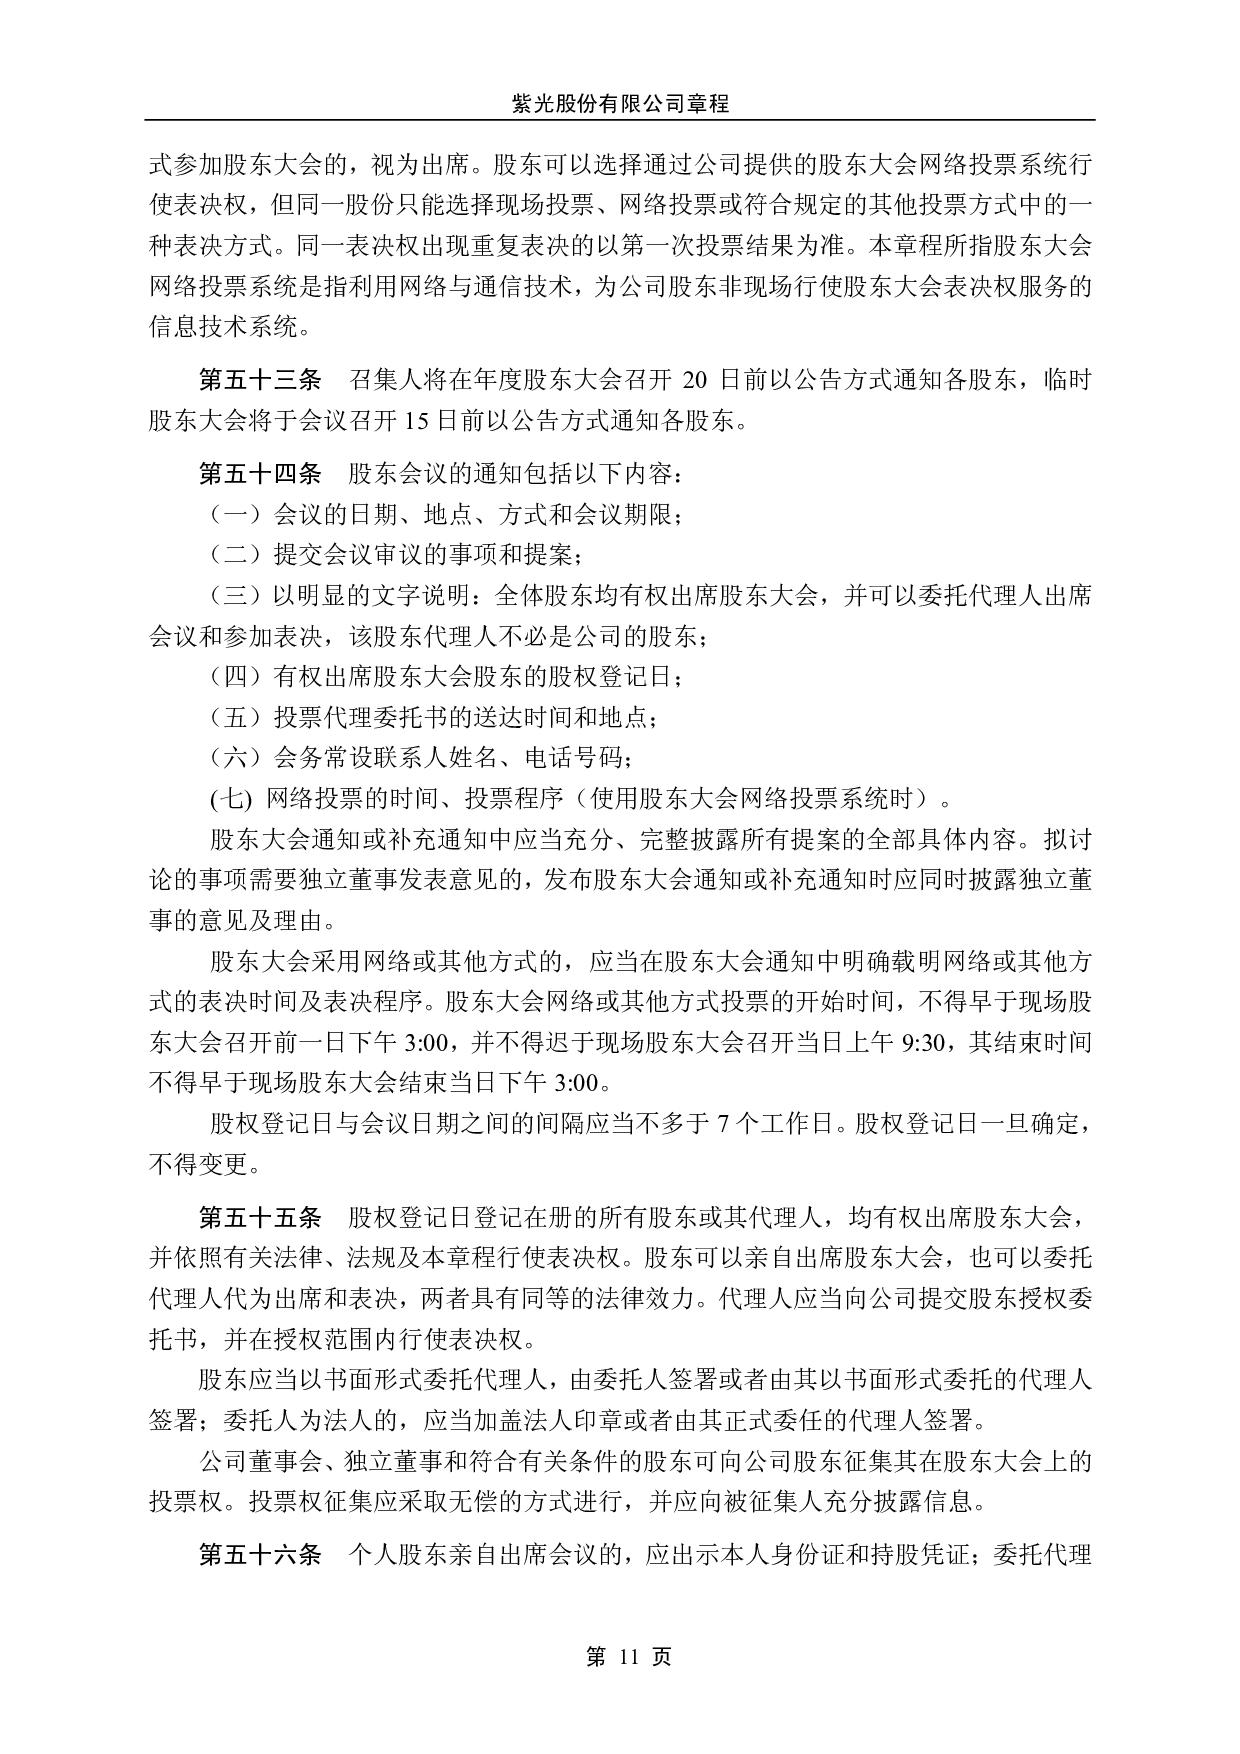 紫光股份有限公司章程
式参加股东大会的，视为出席。股东可以选择通过公司提供的股东大会网络投票系统行
使表决权，但同一股份只能选择现场投票、网络投票或符合规定的其他投票方式中的一
种表决方式。同一表决权出现重复表决的以第一次投票结果为准。本章程所指股东大会
网络投票系统是指利用网络与通信技术，为公司股东非现场行使股东大会表决权服务的
信息技术系统。
第五十三条　召集人将在年度股东大会召开 20 日前以公告方式通知各股东，临时
股东大会将于会议召开 15 日前以公告方式通知各股东。
第五十四条　股东会议的通知包括以下内容：
（一）会议的日期、地点、方式和会议期限；
（二）提交会议审议的事项和提案；
（三）以明显的文字说明：全体股东均有权出席股东大会，并可以委托代理人出席
会议和参加表决，该股东代理人不必是公司的股东；
（四）有权出席股东大会股东的股权登记日；
（五）投票代理委托书的送达时间和地点；
（六）会务常设联系人姓名、电话号码；
(七) 网络投票的时间、投票程序（使用股东大会网络投票系统时）。
股东大会通知或补充通知中应当充分、完整披露所有提案的全部具体内容。拟讨
论的事项需要独立董事发表意见的，发布股东大会通知或补充通知时应同时披露独立董
事的意见及理由。
股东大会采用网络或其他方式的，应当在股东大会通知中明确载明网络或其他方
式的表决时间及表决程序。股东大会网络或其他方式投票的开始时间，不得早于现场股
东大会召开前一日下午 3:00，并不得迟于现场股东大会召开当日上午 9:30，其结束时间
不得早于现场股东大会结束当日下午 3:00。
股权登记日与会议日期之间的间隔应当不多于 7 个工作日。股权登记日一旦确定，
不得变更。
第五十五条　股权登记日登记在册的所有股东或其代理人，均有权出席股东大会，
并依照有关法律、法规及本章程行使表决权。股东可以亲自出席股东大会，也可以委托
代理人代为出席和表决，两者具有同等的法律效力。代理人应当向公司提交股东授权委
托书，并在授权范围内行使表决权。
股东应当以书面形式委托代理人，由委托人签署或者由其以书面形式委托的代理人
签署；委托人为法人的，应当加盖法人印章或者由其正式委任的代理人签署。
公司董事会、独立董事和符合有关条件的股东可向公司股东征集其在股东大会上的
投票权。投票权征集应采取无偿的方式进行，并应向被征集人充分披露信息。
第五十六条　个人股东亲自出席会议的，应出示本人身份证和持股凭证；委托代理
第 11 页